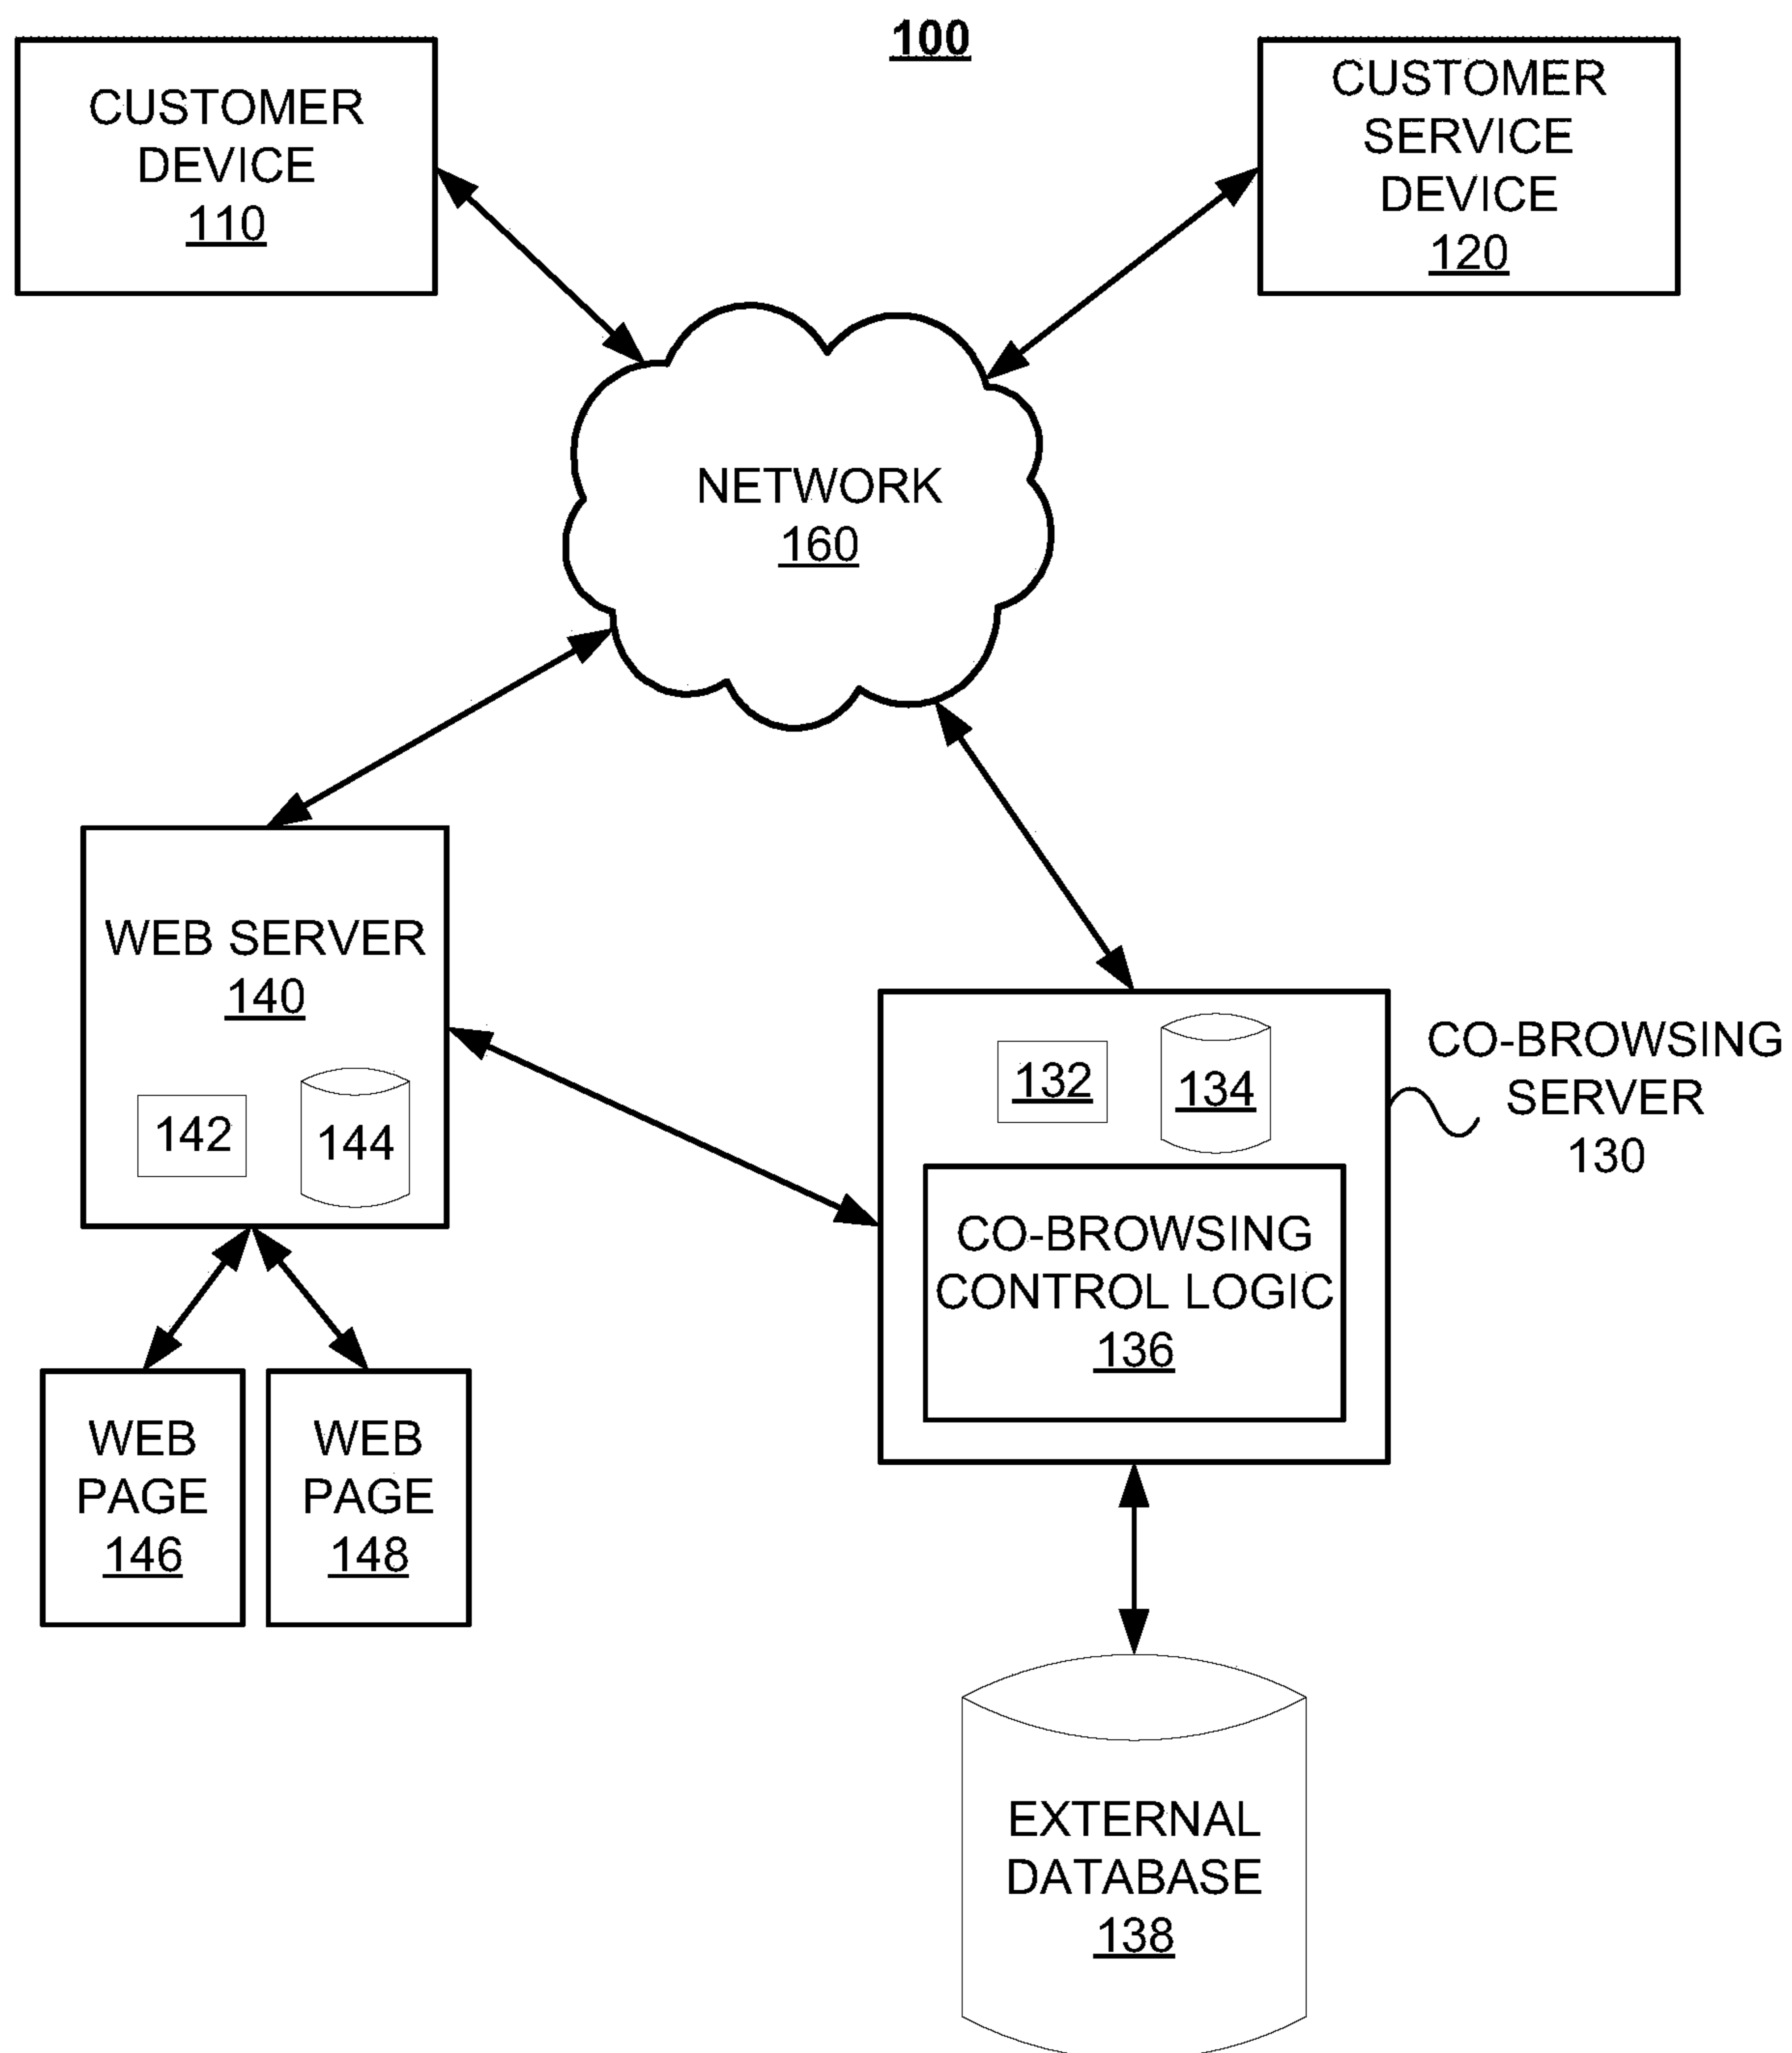 100
CUSTOMER
DEVICE
110
CUSTOMER
SERVICE
DEVICE
120
NETWORK
160
WEB SERVER
140
142
144
132
134
CO-BROWSING
SERVER
130
CO-BROWSING
CONTROL LOGIC
136
WEB
PAGE
146
WEB
PAGE
148
EXTERNAL
DATABASE
138